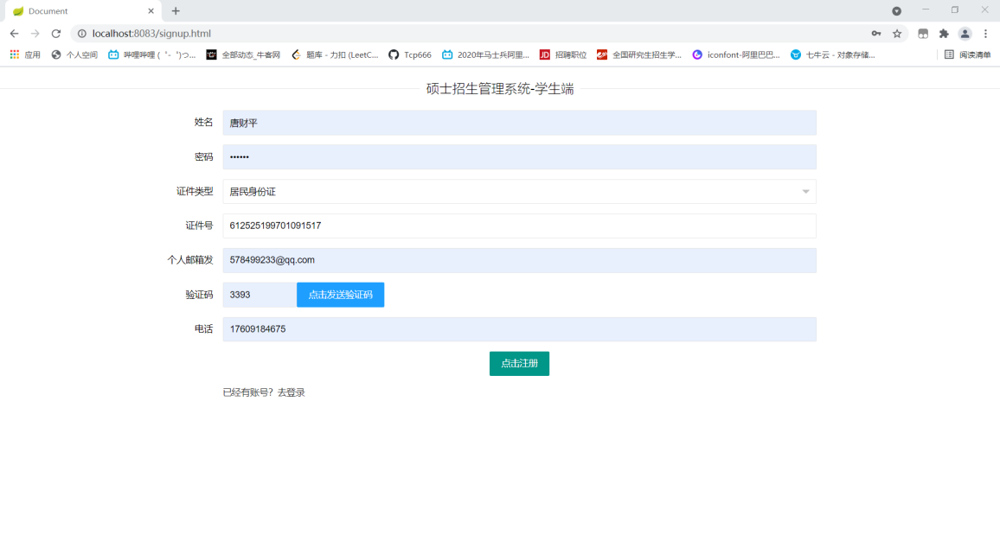 Document
localhost:8083/signup.html
应用 个人空间 哔哩哔哩 (゜-゜)つ... 全部动态_牛客网 题库 - 力扣 (LeetC... Tcp666 2020年马士兵阿里... JD 招聘职位 全国研究生招生学... iconfont-阿里巴巴... 七牛云 - 对象存储... 阅读清单
硕士招生管理系统-学生端
姓名 唐财平
密码 ••••••
证件类型 居民身份证
证件号 612525199701091517
个人邮箱发 578499233@qq.com
验证码 3393 点击发送验证码
电话 17609184675
点击注册
已经有账号？去登录